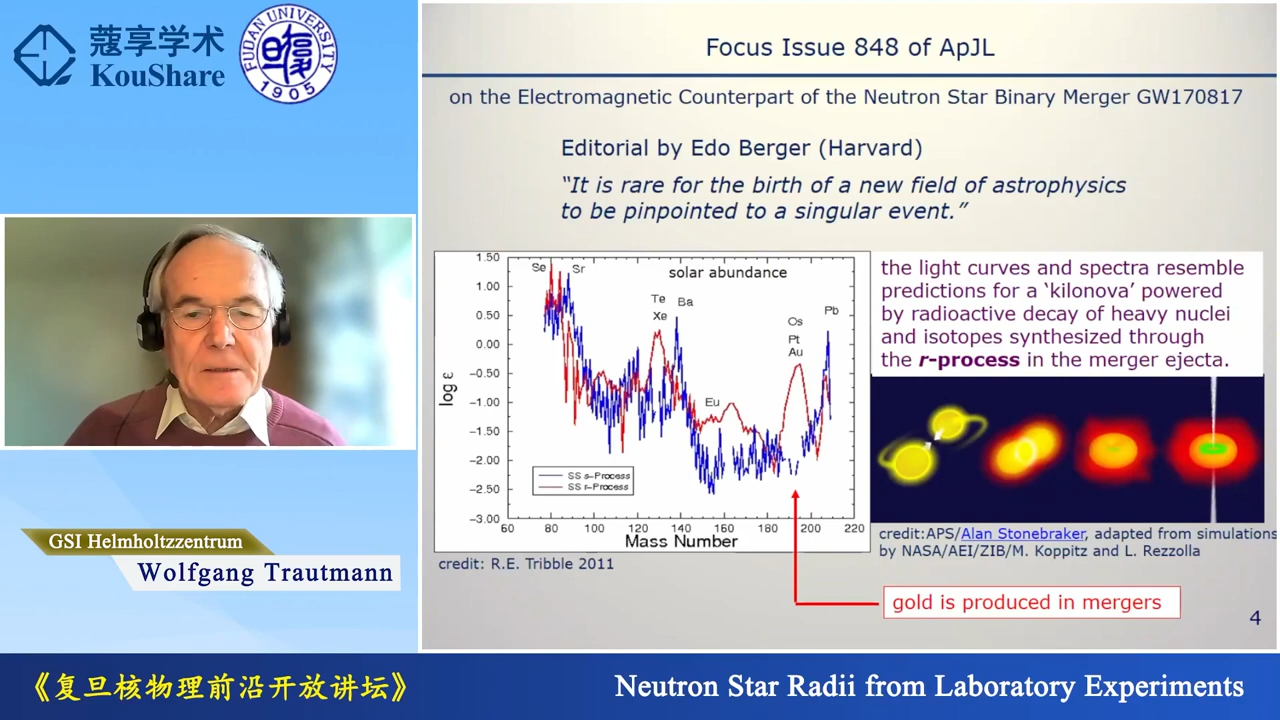 蔻享学术
KouShare
FUDAN UNIVERSITY
1905
GSI Helmholtzzentrum
Wolfgang Trautmann
Focus Issue 848 of ApJL
on the Electromagnetic Counterpart of the Neutron Star Binary Merger GW170817
Editorial by Edo Berger (Harvard)
“It is rare for the birth of a new field of astrophysics
to be pinpointed to a singular event.”
solar abundance
1.50
1.00
0.50
0.00
−0.50
−1.00
−1.50
−2.00
−2.50
−3.00
log ε
Se
Sr
Te
Xe
Ba
Eu
Os
Pt
Au
Pb
SS s−Process
SS r−Process
60 80 100 120 140 160 180 200 220
Mass Number
credit: R.E. Tribble 2011
the light curves and spectra resemble
predictions for a ‘kilonova’ powered
by radioactive decay of heavy nuclei
and isotopes synthesized through
the r-process in the merger ejecta.
credit:APS/Alan Stonebraker, adapted from simulations
by NASA/AEI/ZIB/M. Koppitz and L. Rezzolla
gold is produced in mergers
4
《复旦核物理前沿开放讲坛》
Neutron Star Radii from Laboratory Experiments